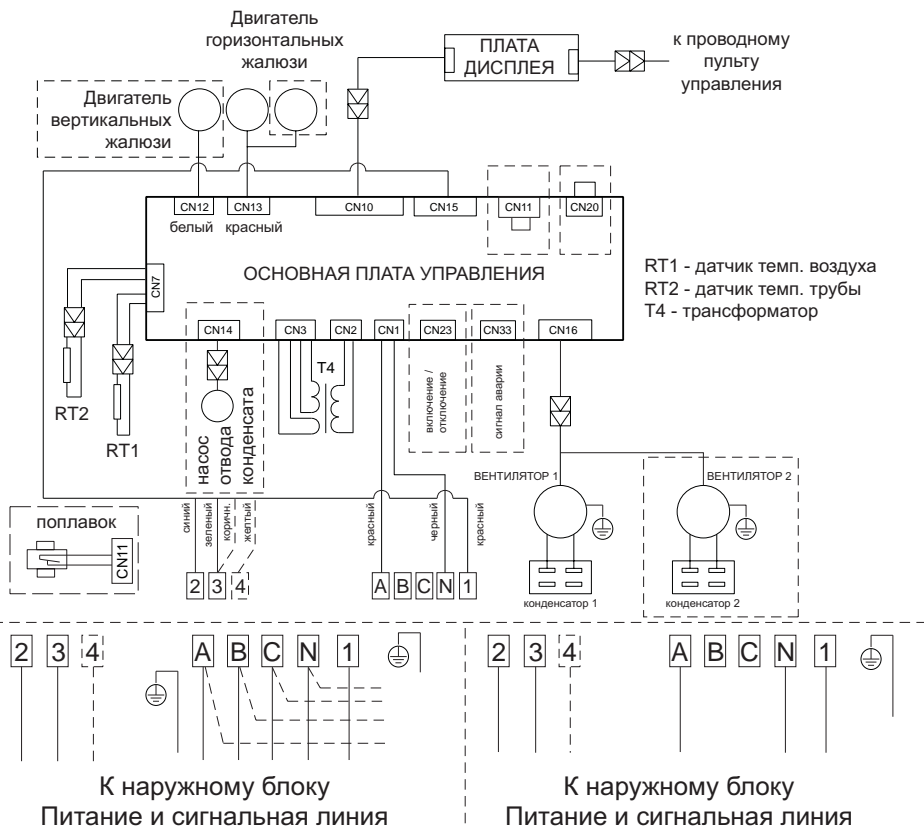 Двигатель
горизонтальных
жалюзи
ПЛАТА
ДИСПЛЕЯ
к проводному
пульту
управления
Двигатель
вертикальных
жалюзи
CN12
CN13
CN10
CN15
CN11
CN20
белый
красный
CN7
ОСНОВНАЯ ПЛАТА УПРАВЛЕНИЯ
RT1 - датчик темп. воздуха
RT2 - датчик темп. трубы
T4 - трансформатор
CN14
CN3
CN2
CN1
CN23
CN33
CN16
T4
RT2
RT1
насос
отвода
конденсата
включение /
отключение
сигнал аварии
ВЕНТИЛЯТОР 1
ВЕНТИЛЯТОР 2
синий
зеленый
коричн.
желтый
красный
черный
красный
поплавок
CN11
2 3 4
A B C N 1
конденсатор 1
конденсатор 2
2 3 4 A B C N 1
2 3 4 A B C N 1
К наружному блоку
Питание и сигнальная линия
К наружному блоку
Питание и сигнальная линия